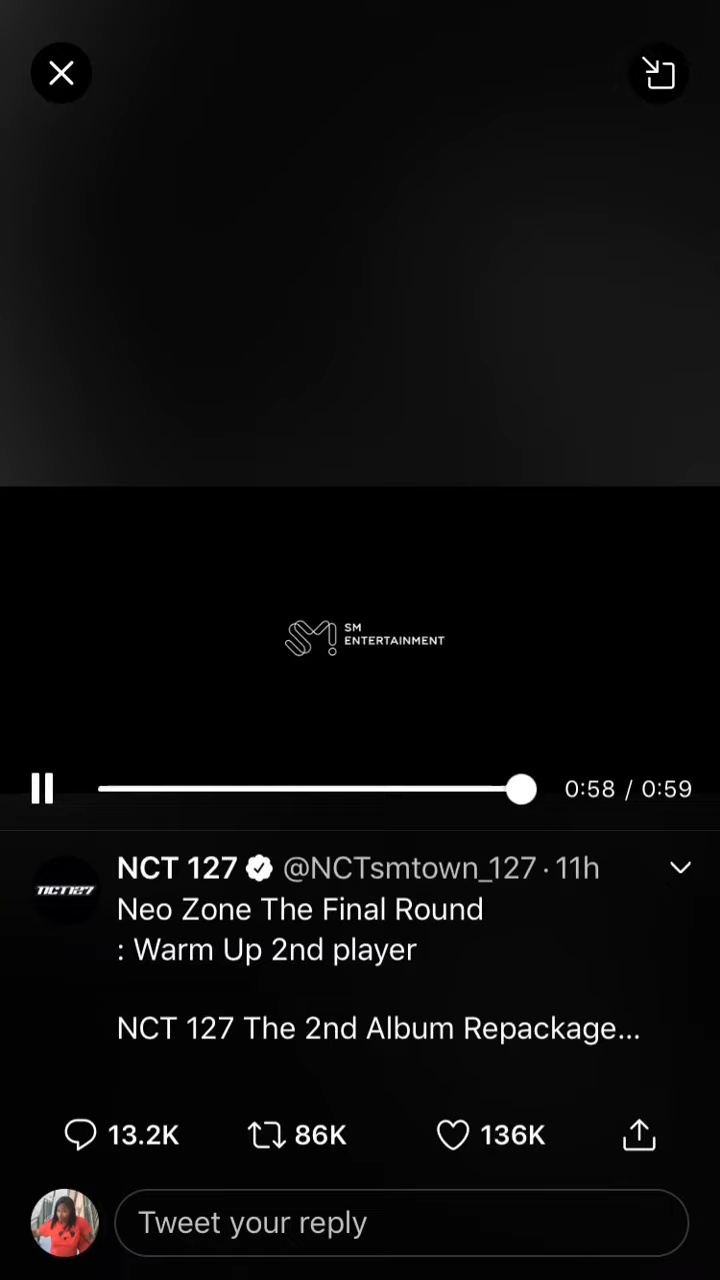 SM
ENTERTAINMENT
0:58 / 0:59
NCT127
NCT 127 @NCTsmtown_127 · 11h
Neo Zone The Final Round
: Warm Up 2nd player
NCT 127 The 2nd Album Repackage...
13.2K 86K 136K
Tweet your reply